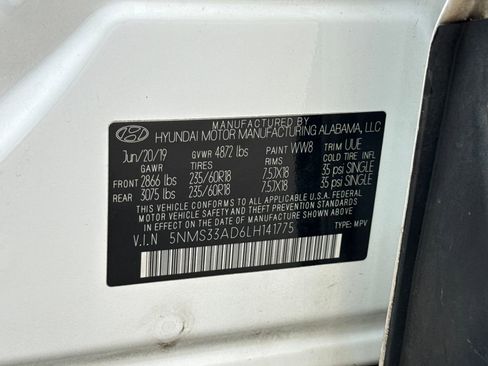 MANUFACTURED BY
HYUNDAI MOTOR MANUFACTURING ALABAMA, LLC
Jun/20/19 GVWR 4872 lbs PAINT WW8 TRIM UUE
GAWR TIRES RIMS COLD TIRE INFL
FRONT 2866 lbs 235/60R18 7.5JX18 35 psi SINGLE
REAR 3075 lbs 235/60R18 7.5JX18 35 psi SINGLE
THIS VEHICLE CONFORMS TO ALL APPLICABLE U.S.A. FEDERAL
MOTOR VEHICLE SAFETY AND BUMPER STANDARDS IN
EFFECT ON THE DATE OF MANUFACTURE SHOWN ABOVE.
V.I.N 5NMS33AD6LH141775 TYPE: MPV